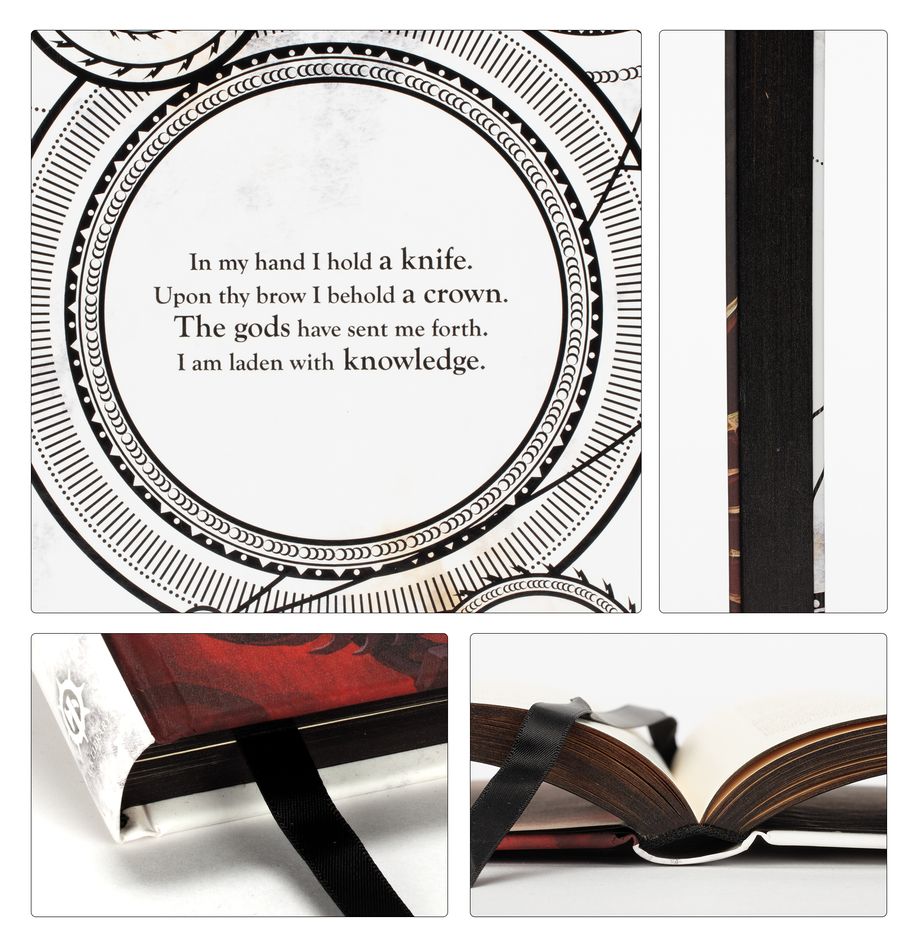 In my hand I hold a knife.
Upon thy brow I behold a crown.
The gods have sent me forth.
I am laden with knowledge.